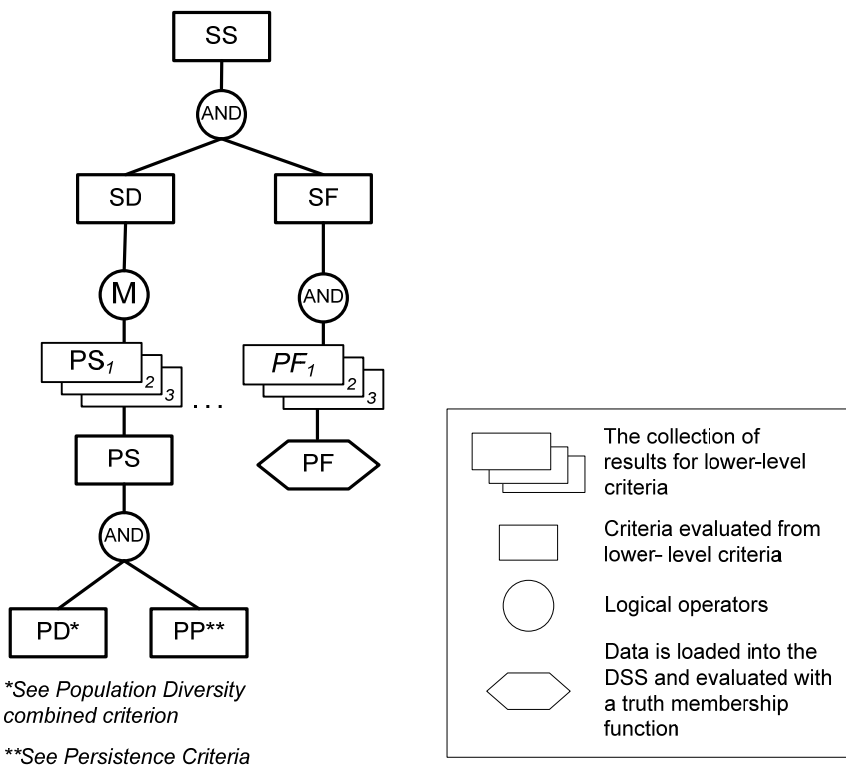 SS
AND
SD
SF
M
AND
PS1
2
3
...
PF1
2
3
PS
PF
AND
PD*
PP**
*See Population Diversity
combined criterion
**See Persistence Criteria
The collection of
results for lower-level
criteria
Criteria evaluated from
lower- level criteria
Logical operators
Data is loaded into the
DSS and evaluated with
a truth membership
function